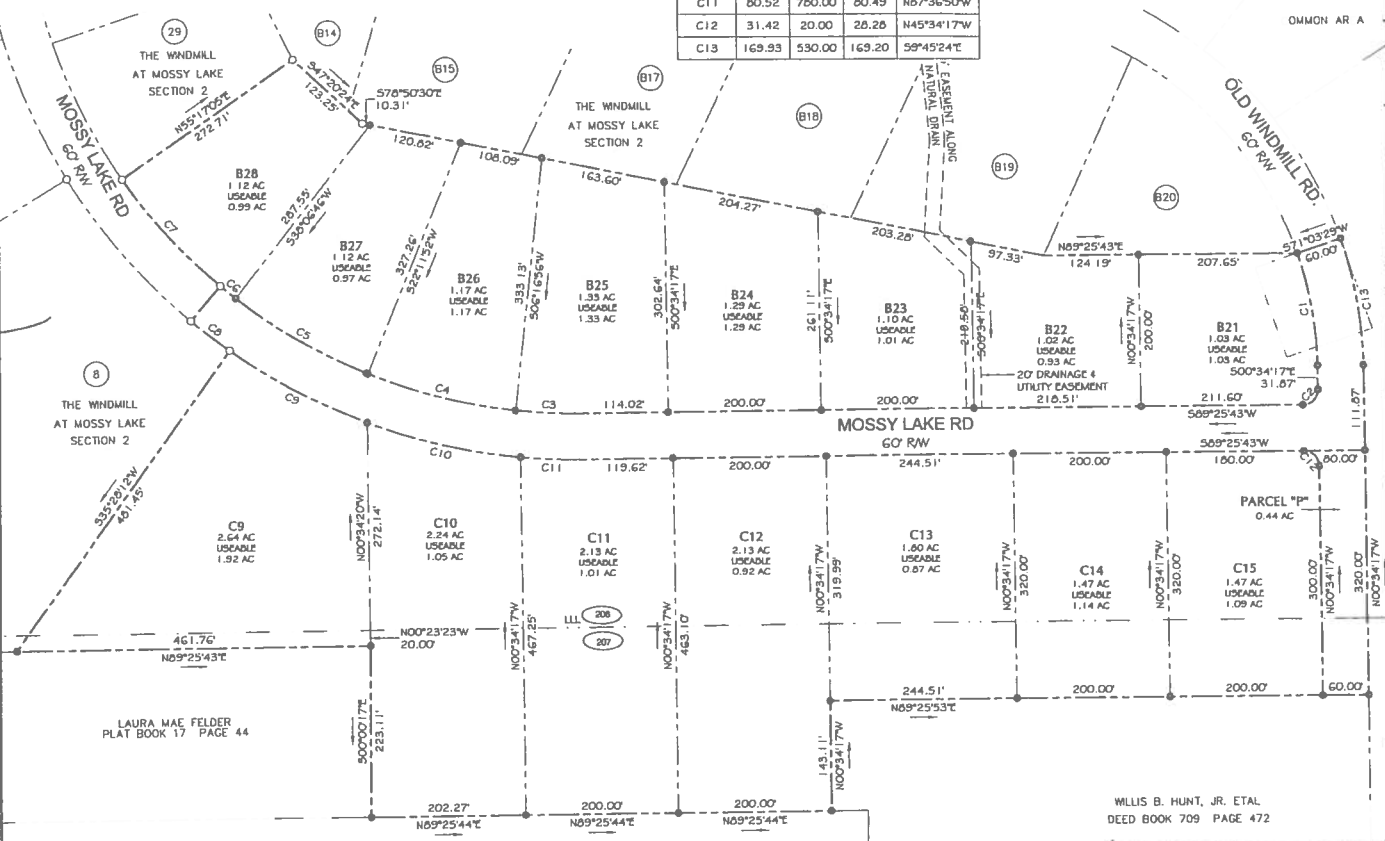 C11 80.52 780.00 80.49 N87°36'50"W
C12 31.42 20.00 28.28 N45°34'17"W
C13 169.93 530.00 169.20 S9°45'24"E
OMMON AR A
29
THE WINDMILL
AT MOSSY LAKE
SECTION 2
B14
B15
B17
THE WINDMILL
AT MOSSY LAKE
SECTION 2
B18
B19
B20
EASEMENT ALONG
NATURAL DRAIN
OLD WINDMILL RD.
60' R/W
MOSSY LAKE RD
60' R/W
N55°17'05"E
272.71'
S47°20'24"E
123.25'
S78°50'30"E
10.31'
120.82'
108.09'
163.60'
204.27'
203.28'
97.33'
N89°25'43"E
124.19'
207.65'
S71°03'29"W
60.00'
B28
1.12 AC
USEABLE
0.99 AC
287.55'
S38°06'46"W
B27
1.12 AC
USEABLE
0.97 AC
327.26'
S22°11'52"W
B26
1.17 AC
USEABLE
1.17 AC
333.13'
S06°16'56"W
B25
1.33 AC
USEABLE
1.33 AC
302.64'
S00°34'17"E
B24
1.29 AC
USEABLE
1.29 AC
261.11'
S00°34'17"E
B23
1.10 AC
USEABLE
1.01 AC
S00°34'17"E
B22
1.02 AC
USEABLE
0.93 AC
N00°34'17"W
200.00'
B21
1.03 AC
USEABLE
1.03 AC
S00°34'17"E
31.87'
20' DRAINAGE &
UTILITY EASEMENT
C7
C6
C8
C5
C4
C3
114.02'
200.00'
200.00'
218.51'
211.60'
S89°25'43"W
C2
C1
C13
111.87'
MOSSY LAKE RD
60' R/W
8
THE WINDMILL
AT MOSSY LAKE
SECTION 2
C9
C10
C11
119.62'
200.00'
244.51'
200.00'
S89°25'43"W
180.00'
C12
80.00'
S35°28'12"W
481.45'
C9
2.64 AC
USEABLE
1.92 AC
N00°34'20"W
272.14'
C10
2.24 AC
USEABLE
1.05 AC
C11
2.13 AC
USEABLE
1.01 AC
C12
2.13 AC
USEABLE
0.92 AC
N00°34'17"W
319.99'
C13
1.80 AC
USEABLE
0.87 AC
N00°34'17"W
320.00'
C14
1.47 AC
USEABLE
1.14 AC
N00°34'17"W
320.00'
C15
1.47 AC
USEABLE
1.09 AC
PARCEL "P"
0.44 AC
300.00'
N00°34'17"W
320.00'
N00°34'17"W
461.76'
N89°25'43"E
N00°23'23"W
20.00'
N00°34'17"W
467.25'
LL
208
207
N00°34'17"W
463.10'
LAURA MAE FELDER
PLAT BOOK 17 PAGE 44
S00°00'17"E
223.11'
244.51'
N89°25'53"E
200.00'
200.00'
60.00'
143.11'
N00°34'17"W
202.27'
N89°25'44"E
200.00'
N89°25'44"E
200.00'
N89°25'44"E
WILLIS B. HUNT, JR. ETAL
DEED BOOK 709 PAGE 472